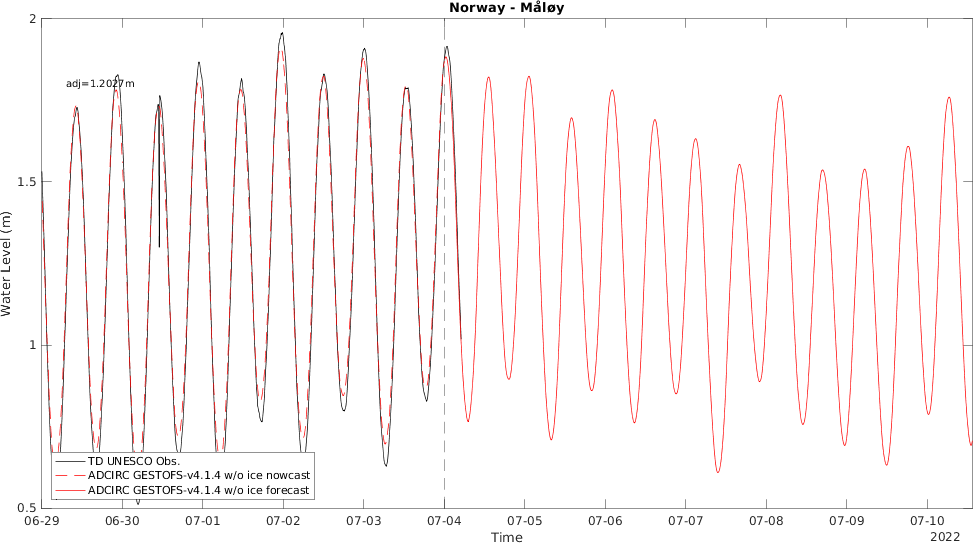 Norway - Måløy
2
adj=1.2027m
1.5
Water Level (m)
1
TD UNESCO Obs.
ADCIRC GESTOFS-v4.1.4 w/o ice nowcast
ADCIRC GESTOFS-v4.1.4 w/o ice forecast
0.5
06-29 06-30 07-01 07-02 07-03 07-04 07-05 07-06 07-07 07-08 07-09 07-10
Time
2022